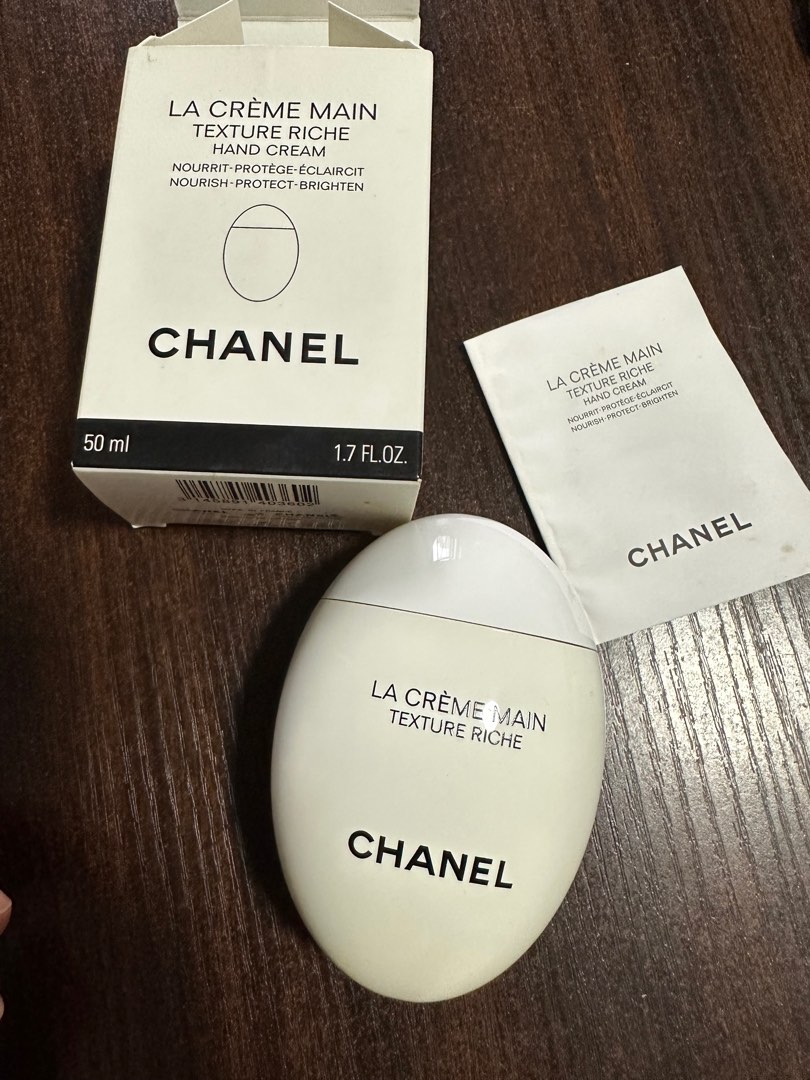 LA CRÈME MAIN
TEXTURE RICHE
HAND CREAM
NOURRIT-PROTÈGE-ÉCLAIRCIT
NOURISH-PROTECT-BRIGHTEN
CHANEL
50 ml
1.7 FL.OZ.
LA CRÈME MAIN
TEXTURE RICHE
HAND CREAM
NOURRIT-PROTÈGE-ÉCLAIRCIT
NOURISH-PROTECT-BRIGHTEN
CHANEL
LA CRÈME MAIN
TEXTURE RICHE
CHANEL